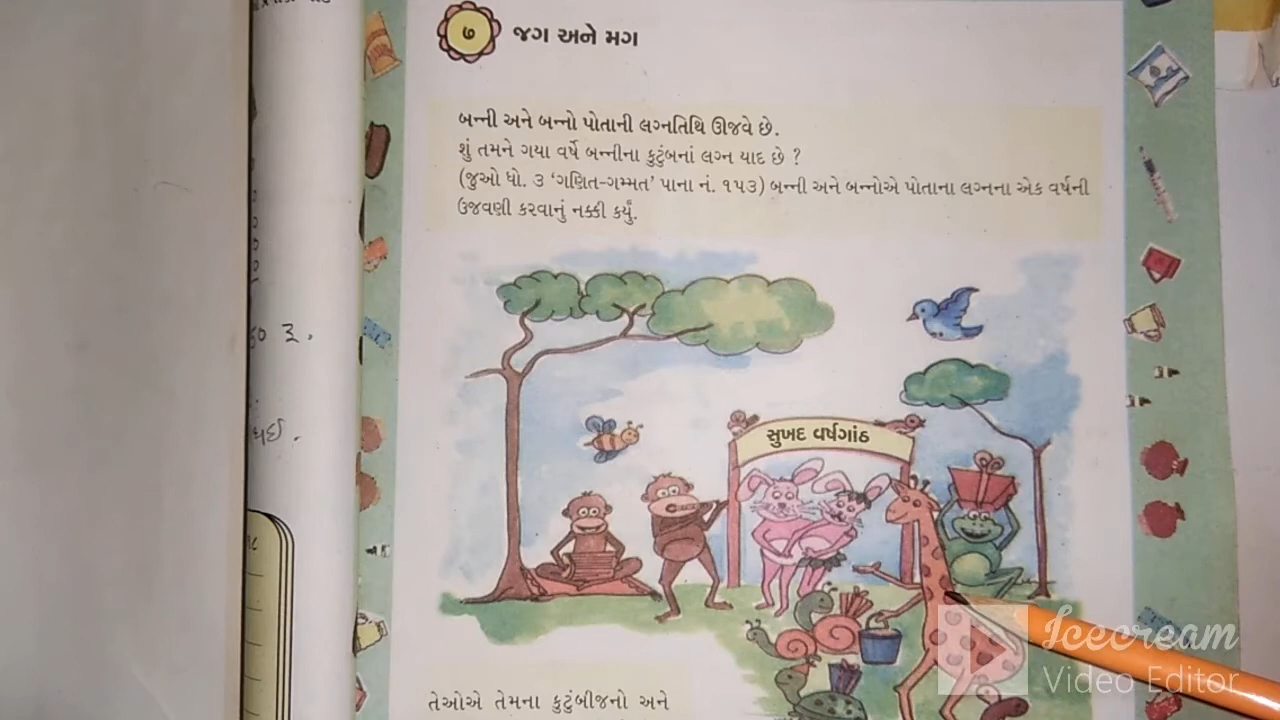 ૭ જગ અને મગ
બન્ની અને બન્નો પોતાની લગ્નતિથિ ઊજવે છે.
શું તમને ગયા વર્ષે બન્નીના કુટુંબનાં લગ્ન યાદ છે ?
(જુઓ ધો. ૩ ‘ગણિત-ગમ્મત’ પાના નં. ૧૫૩) બન્ની અને બન્નોએ પોતાના લગ્નના એક વર્ષની
ઉજવણી કરવાનું નક્કી કર્યું.
સુખદ વર્ષગાંઠ
તેઓએ તેમના કુટુંબીજનો અને
Icecream
Video Editor